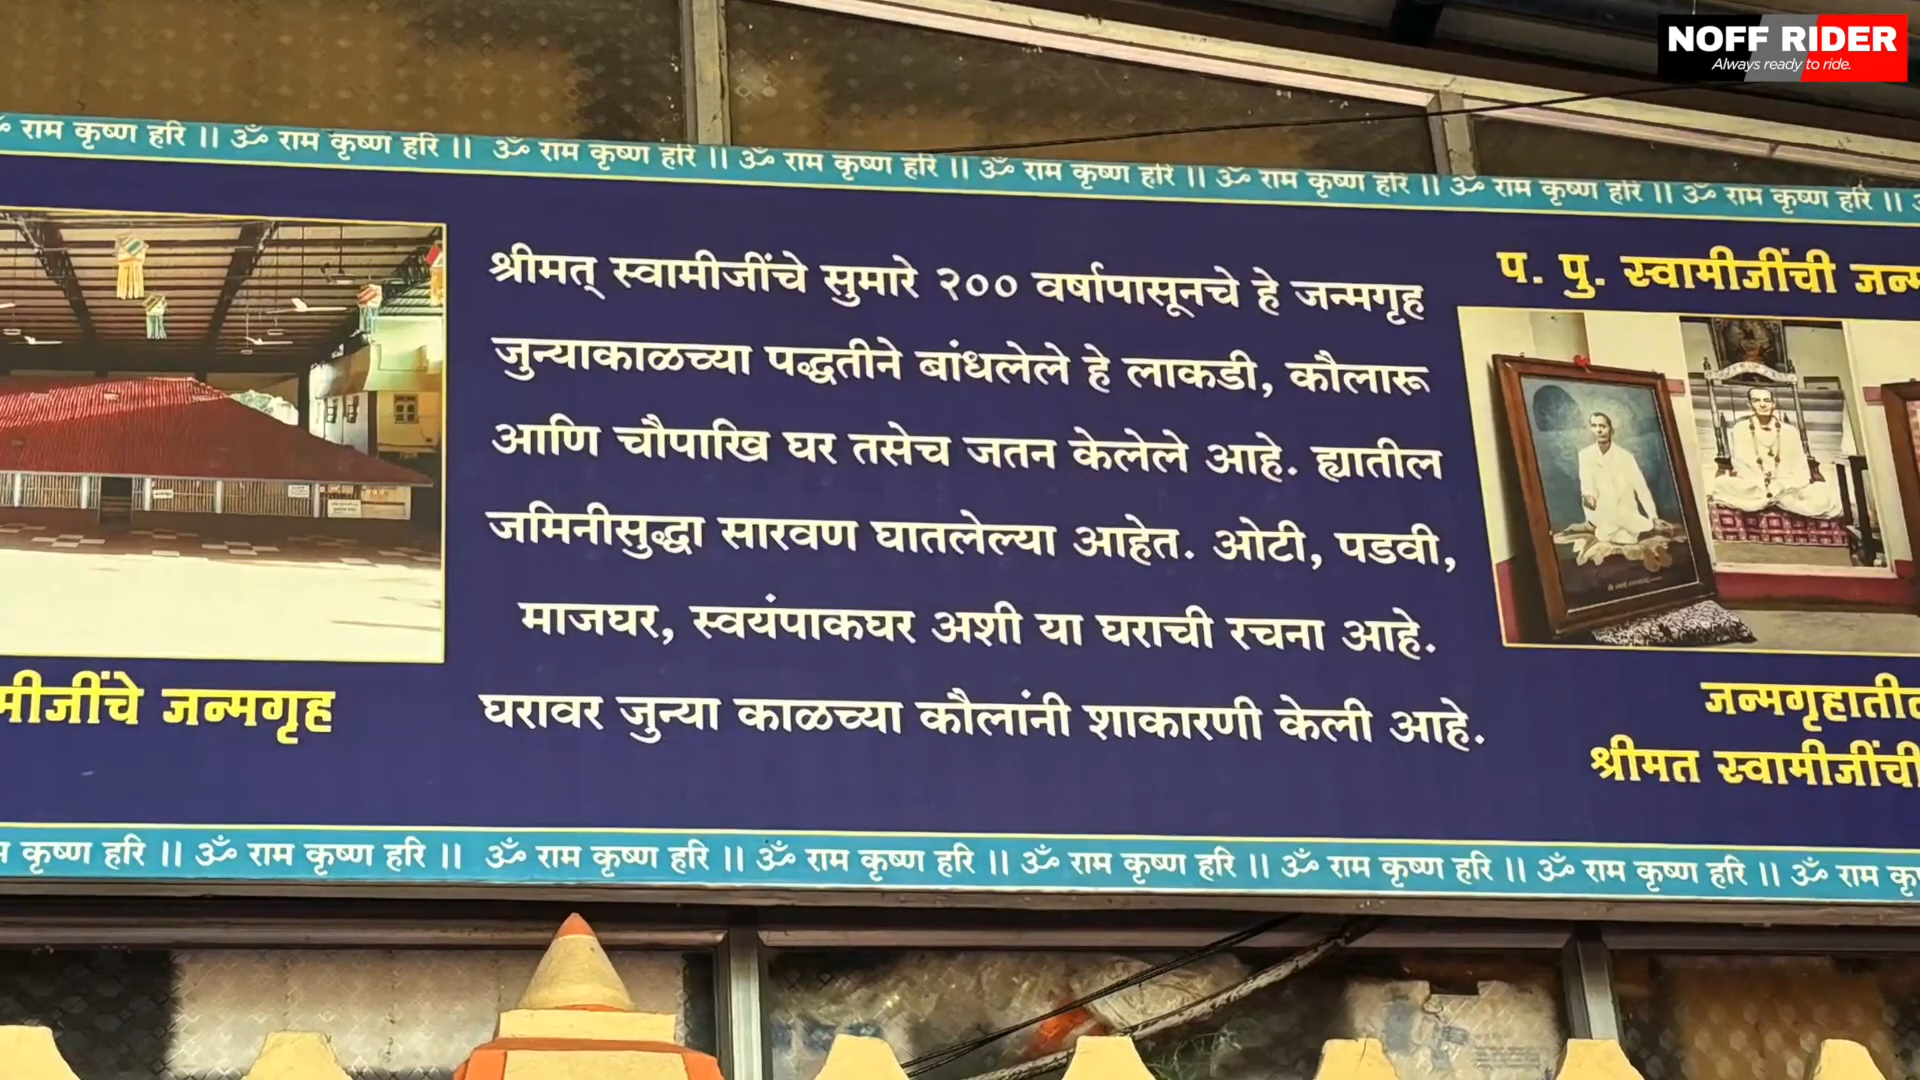 NOFF RIDER
Always ready to ride.
राम कृष्ण हरि ।। ॐ राम कृष्ण हरि ।। ॐ राम कृष्ण हरि ।। ॐ राम कृष्ण हरि ।। ॐ राम कृष्ण हरि ।। ॐ राम कृष्ण हरि ।। ॐ राम कृष्ण हरि ।। ॐ राम कृष्ण हरि ।।
श्रीमत् स्वामीजींचे सुमारे २०० वर्षापासूनचे हे जन्मगृह
जुन्याकाळच्या पद्धतीने बांधलेले हे लाकडी, कौलारू
आणि चौपाखि घर तसेच जतन केलेले आहे. ह्यातील
जमिनीसुद्धा सारवण घातलेल्या आहेत. ओटी, पडवी,
माजघर, स्वयंपाकघर अशी या घराची रचना आहे.
घरावर जुन्या काळच्या कौलांनी शाकारणी केली आहे.
मीजींचे जन्मगृह
प. पु. स्वामीजींची जन्म
जन्मगृहातील
श्रीमत स्वामीजींची
कृष्ण हरि ।। ॐ राम कृष्ण हरि ।। ॐ राम कृष्ण हरि ।। ॐ राम कृष्ण हरि ।। ॐ राम कृष्ण हरि ।। ॐ राम कृष्ण हरि ।। ॐ राम कृष्ण हरि ।। ॐ राम कृ